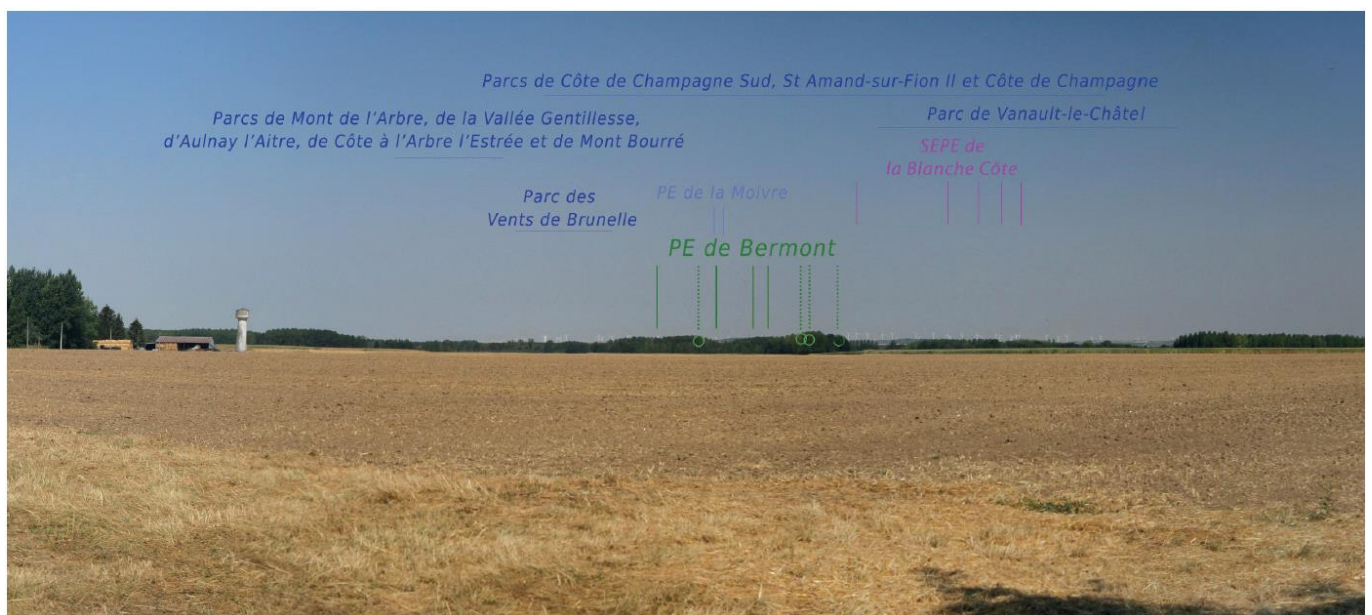 Parcs de Côte de Champagne Sud, St Amand-sur-Fion II et Côte de Champagne
Parcs de Mont de l'Arbre, de la Vallée Gentillesse,
d'Aulnay l'Aitre, de Côte à l'Arbre l'Estrée et de Mont Bourré
Parc de Vanault-le-Châtel
SEPE de
la Blanche Côte
Parc des
Vents de Brunelle
PE de la Moivre
PE de Bermont